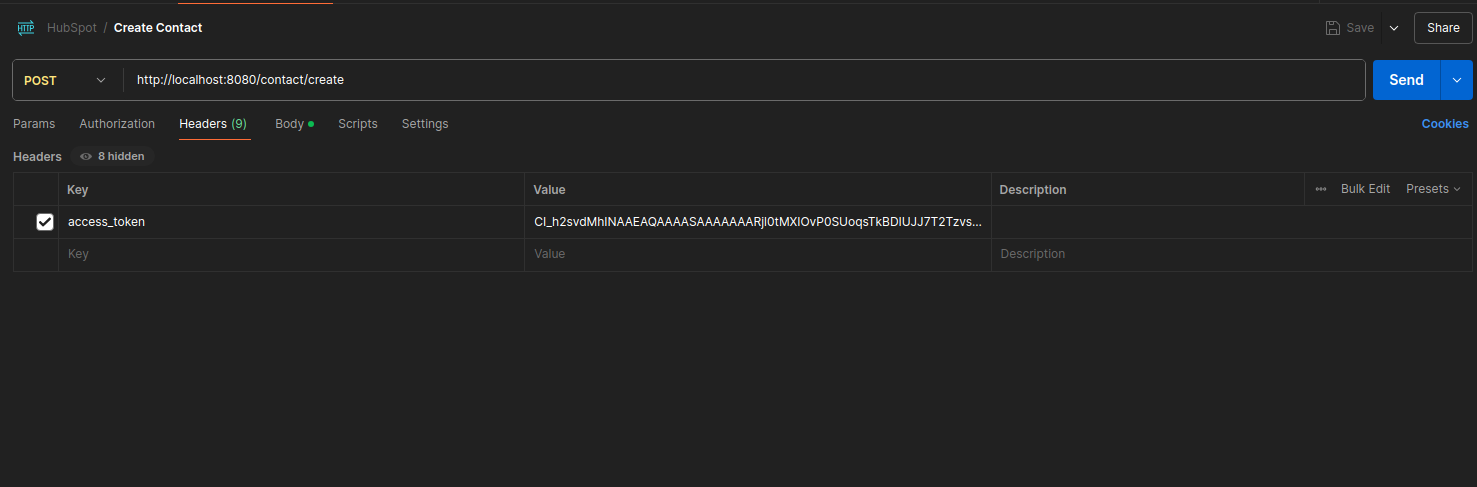 HTTP HubSpot / Create Contact Save Share
POST http://localhost:8080/contact/create Send
Params Authorization Headers (9) Body Scripts Settings Cookies
Headers 8 hidden
Key Value Description Bulk Edit Presets
access_token CI_h2svdMhINAAEAQAAAASAAAAAAARjI0tMXIOvP0SUoqsTkBDIUJJ7T2Tzvs...
Key Value Description